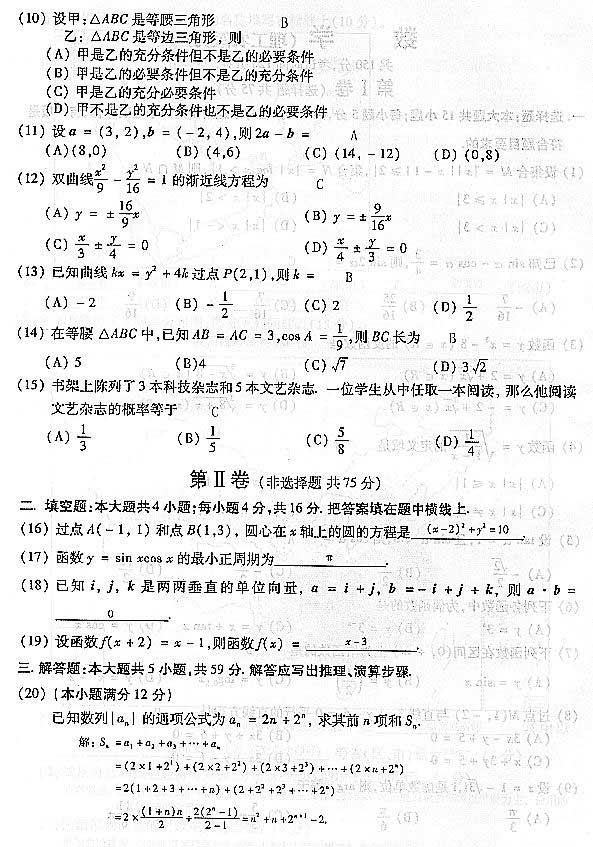 (10) 设甲:△ABC是等腰三角形 B
乙:△ABC是等边三角形,则
(A) 甲是乙的充分条件但不是乙的必要条件
(B) 甲是乙的必要条件但不是乙的充分条件
(C) 甲是乙的充分必要条件
(D) 甲不是乙的充分条件也不是乙的必要条件
(11) 设a = (3, 2),b = (-2, 4),则2a - b = A
(A)(8,0) (B) (4,6) (C) (14, -12) (D) (0,8)
(12) 双曲线x²/9 - y²/16 = 1的渐近线方程为 C
(A) y = ± 16/9 x (B) y = ± 9/16 x
(C) x/3 ± y/4 = 0 (D) x/4 ± y/3 = 0
(13) 已知曲线kx = y² + 4k过点P(2,1),则k = B
(A) -2 (B) -1/2 (C) 2 (D) 1/2
(14) 在等腰△ABC中,已知AB = AC = 3,cos A = 1/9,则BC长为 B
(A) 5 (B)4 (C) √7 (D) 3√2
(15) 书架上陈列了3本科技杂志和5本文艺杂志. 一位学生从中任取一本阅读, 那么他阅读
文艺杂志的概率等于 C
(A) 1/3 (B) 1/5 (C) 5/8 (D) 1/4
第Ⅱ卷 (非选择题 共75分)
二. 填空题:本大题共4小题;每小题4分,共16分. 把答案填在题中横线上.
(16) 过点A(-1, 1)和点B(1,3), 圆心在x轴上的圆的方程是 (x-2)²+y²=10
(17) 函数y = sin xcos x的最小正周期为 π .
(18) 已知i, j, k是两两垂直的单位向量, a = i + j, b = -i + j + k, 则a · b =
0 .
(19) 设函数f(x + 2) = x - 1,则函数f(x) = x-3
三. 解答题:本大题共5小题,共59分. 解答应写出推理、演算步骤.
(20) (本小题满分12分)
已知数列{aₙ}的通项公式为aₙ = 2n + 2ⁿ, 求其前n项和Sₙ.
解: Sₙ =a₁+a₂+a₃+…+aₙ
=(2×1+2¹)+(2×2+2²)+(2×3+2³)+…+(2×n+2ⁿ)
=2(1+2+3+…+n)+(2+2²+2³+…+2ⁿ)
=2×(1+n)n/2+2(2ⁿ-1)/2-1=n²+n+2ⁿ⁺¹-2.